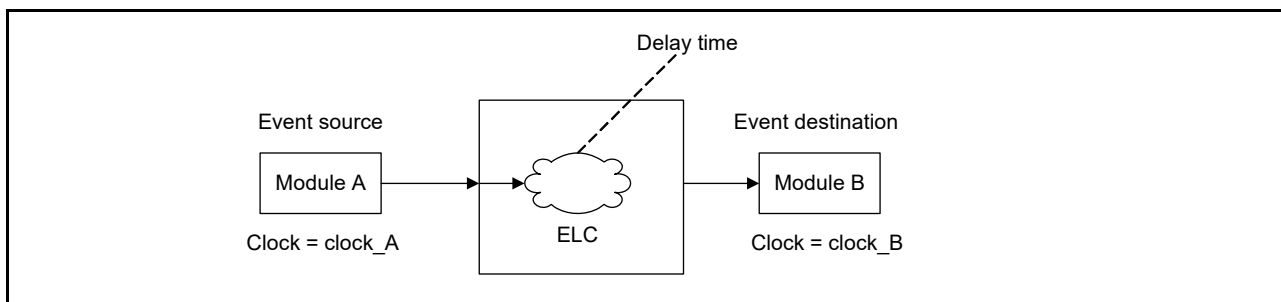 Delay time
Event source
Event destination
Module A
Module B
ELC
Clock = clock_A
Clock = clock_B